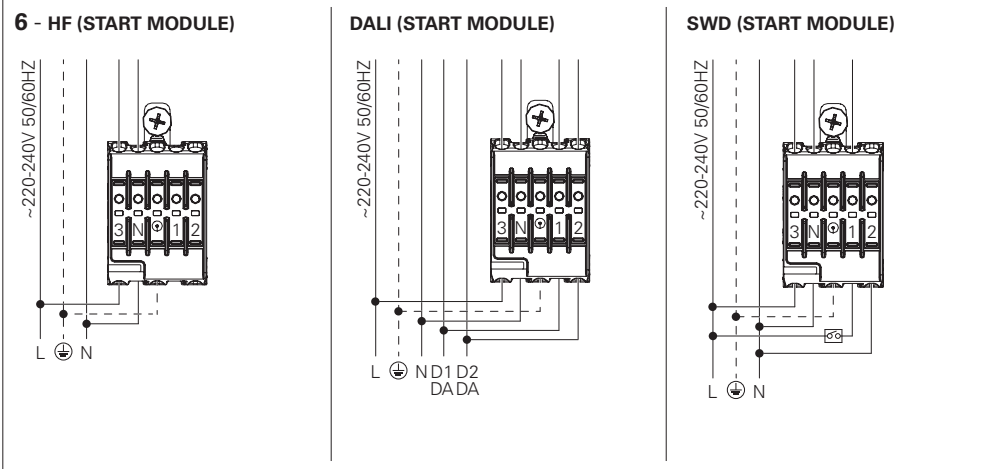 6 - HF (START MODULE)
~220-240V 50/60HZ
3 N 1 2
L N
DALI (START MODULE)
~220-240V 50/60HZ
3 N 1 2
L N D1 D2
DA DA
SWD (START MODULE)
~220-240V 50/60HZ
3 N 1 2
L N